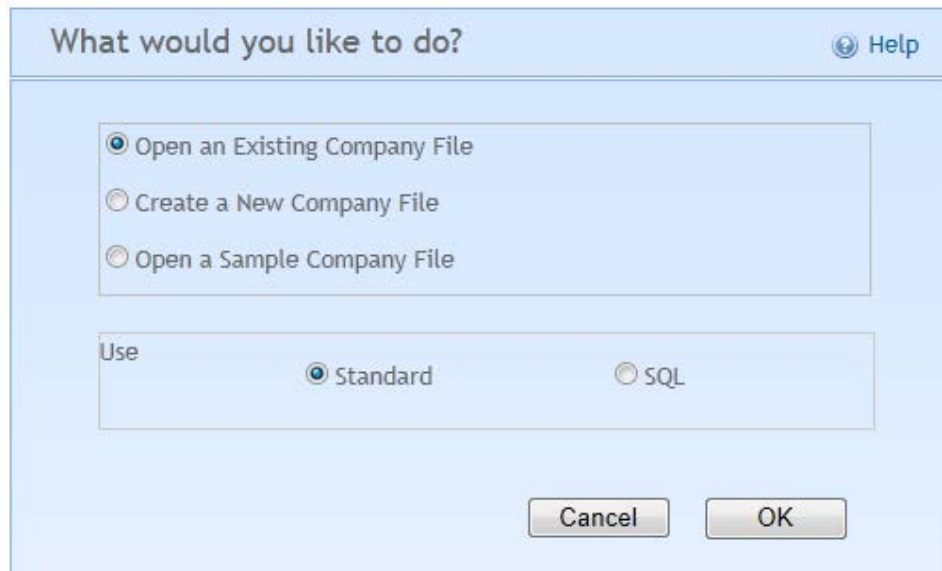 What would you like to do?
Help
Open an Existing Company File
Create a New Company File
Open a Sample Company File
Use
Standard
SQL
Cancel
OK